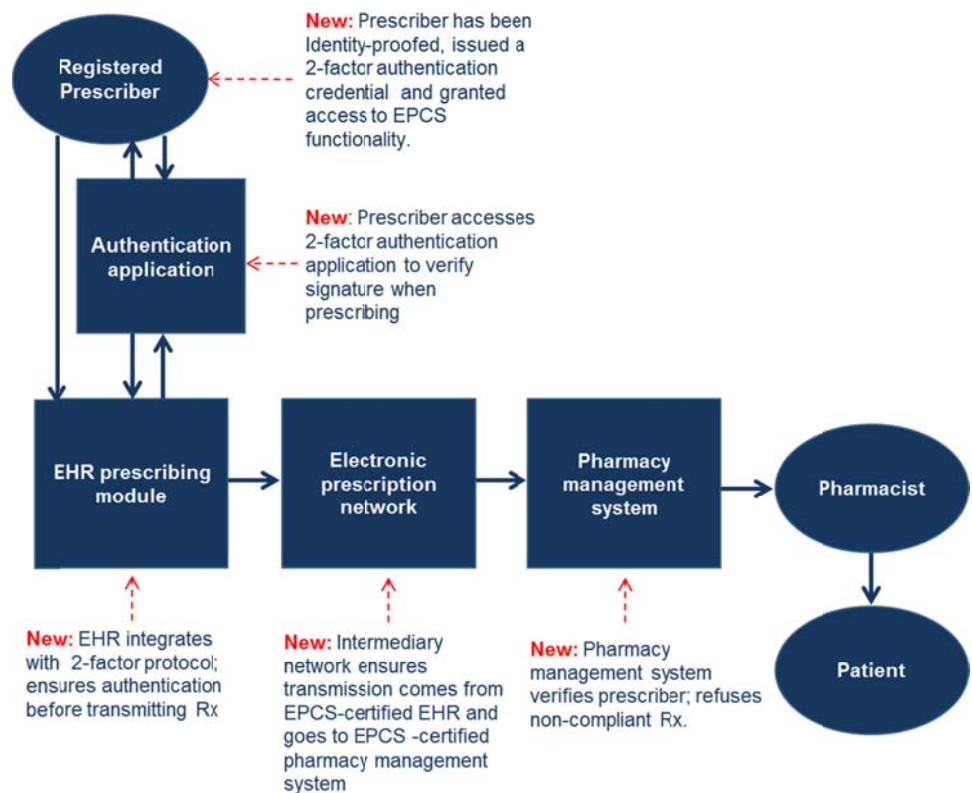 New: Prescriber has been
Identity-proofed, issued a
2-factor authentication
credential and granted
access to EPCS
functionality.
Registered
Prescriber
New: Prescriber accesses
2-factor authentication
application to verify
signature when
prescribing
Authentication
application
EHR prescribing
module
Electronic
prescription
network
Pharmacy
management
system
Pharmacist
New: EHR integrates
with 2-factor protocol;
ensures authentication
before transmitting Rx
New: Intermediary
network ensures
transmission comes from
EPCS-certified EHR and
goes to EPCS -certified
pharmacy management
system
New: Pharmacy
management system
verifies prescriber; refuses
non-compliant Rx.
Patient